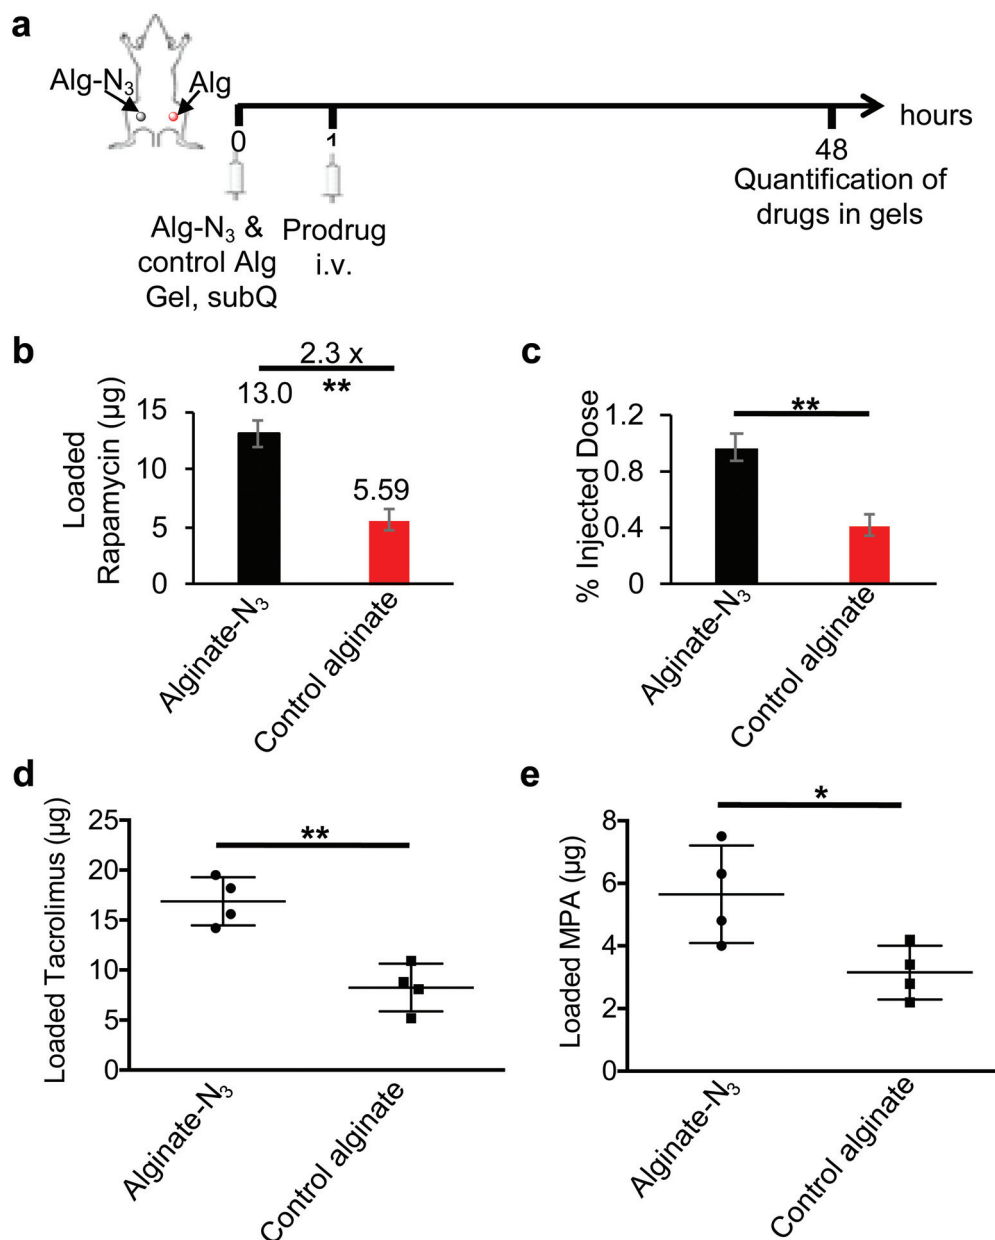 a
Alg-N₃ Alg
0 1 48 hours
Alg-N₃ & Prodrug Quantification of
control Alg i.v. drugs in gels
Gel, subQ
b
2.3 x
**
13.0
5.59
Loaded
Rapamycin (µg)
15
10
5
0
Alginate-N₃
Control alginate
c
**
% Injected Dose
1.2
0.8
0.4
0
Alginate-N₃
Control alginate
d
**
Loaded Tacrolimus (µg)
25
20
15
10
5
0
Alginate-N₃
Control alginate
e
*
Loaded MPA (µg)
8
6
4
2
0
Alginate-N₃
Control alginate